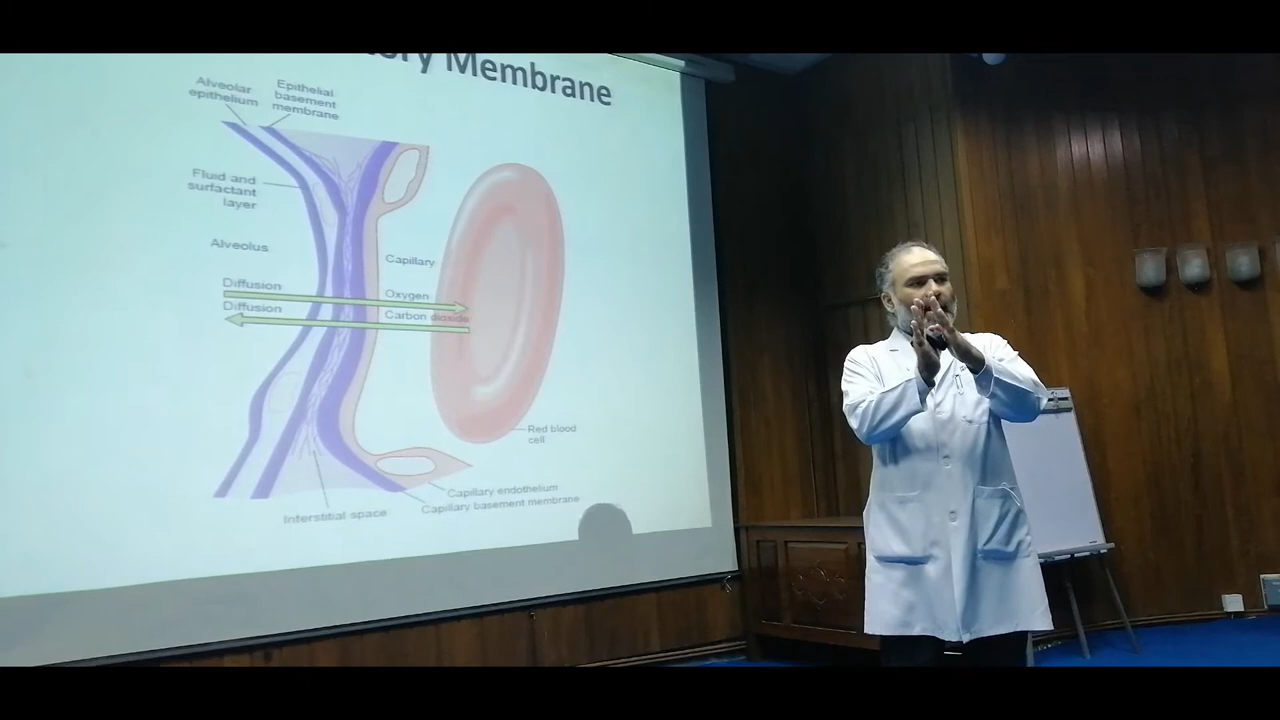 tory Membrane
Alveolar
epithelium
Epithelial
basement
membrane
Fluid and
surfactant
layer
Alveolus
Capillary
Diffusion
Oxygen
Diffusion
Carbon dioxide
Red blood
cell
Capillary endothelium
Capillary basement membrane
Interstitial space